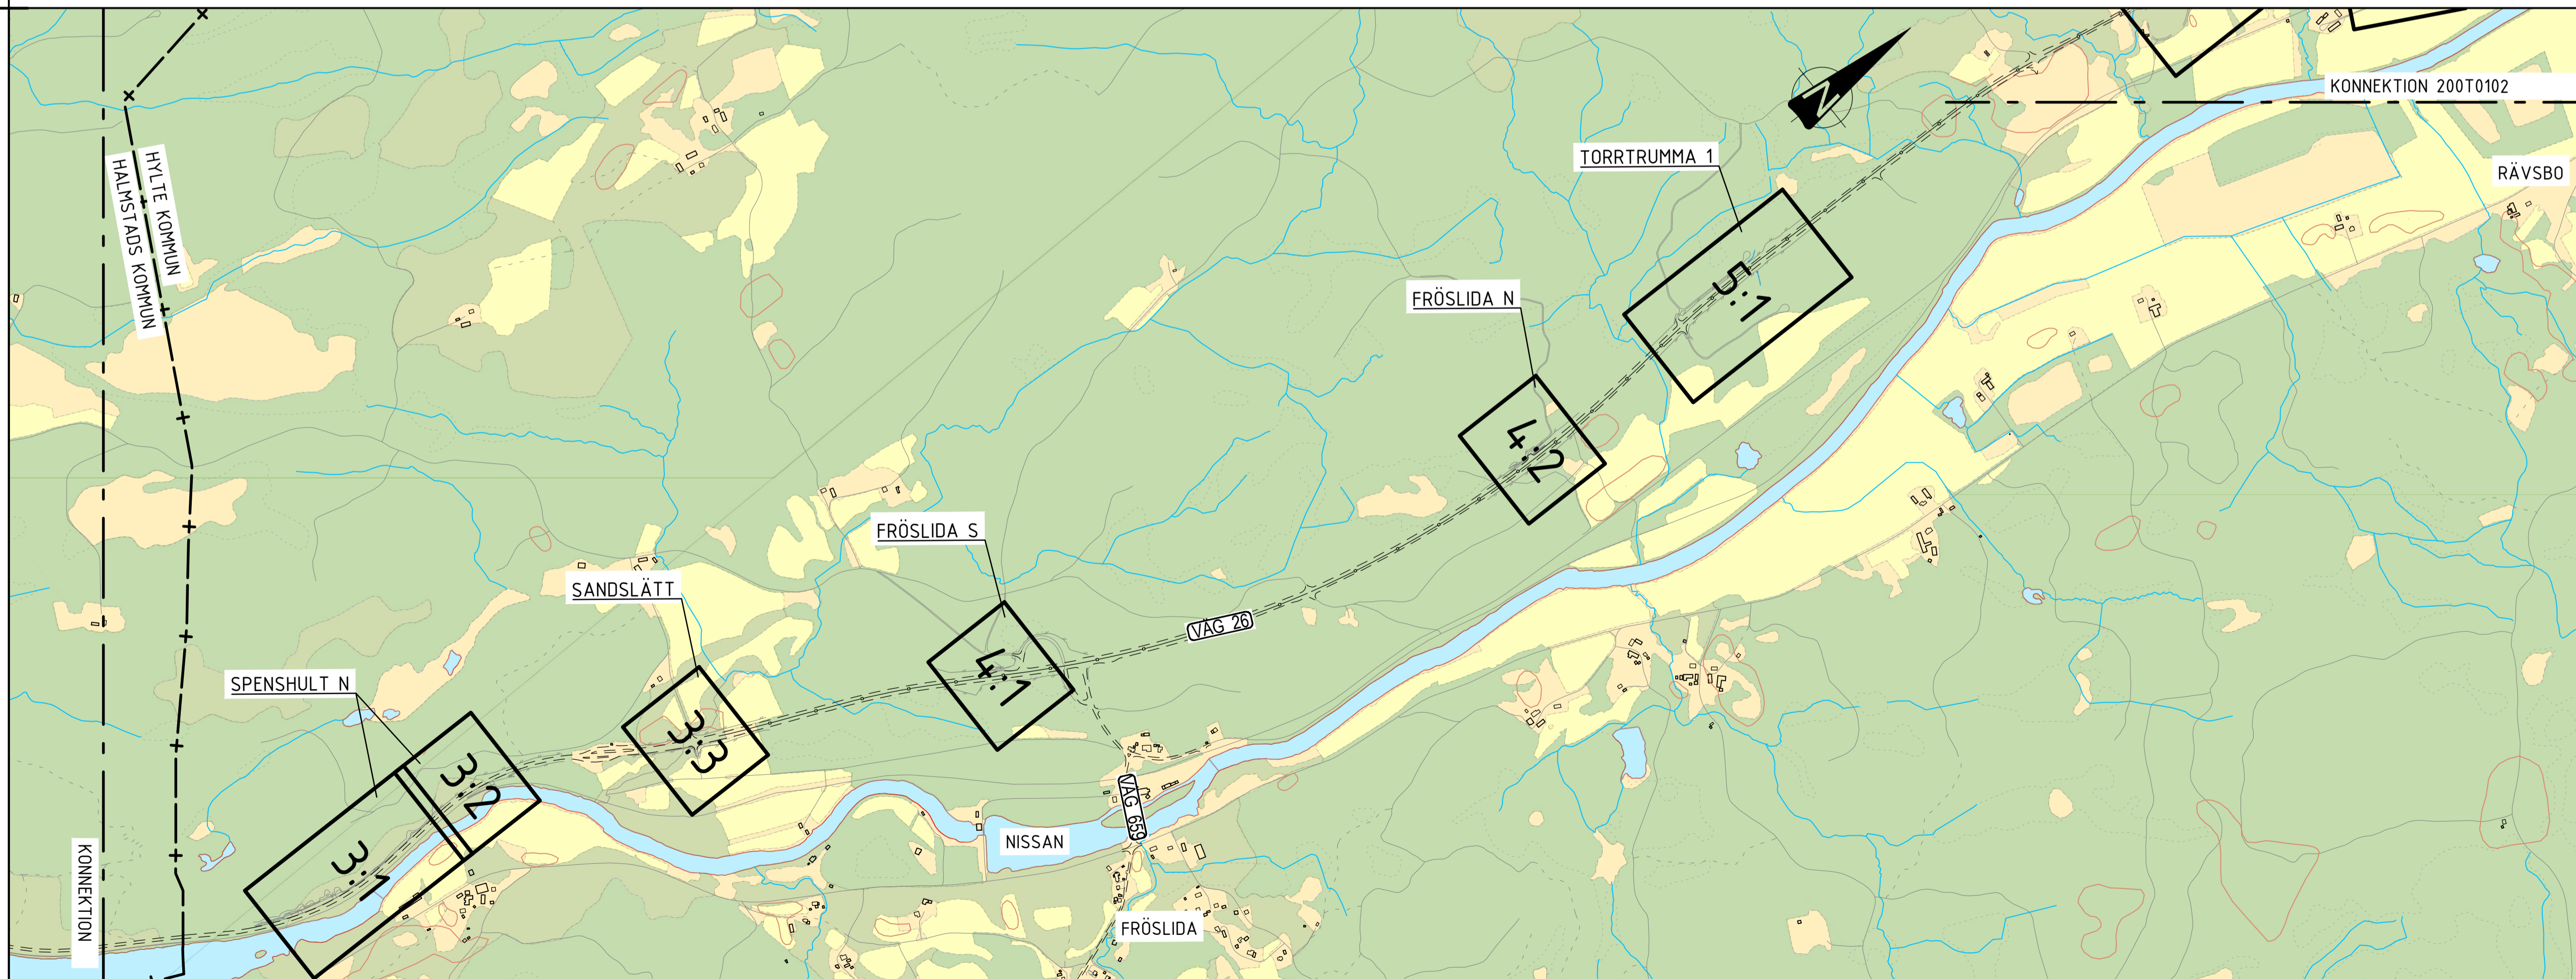 KONNEKTION 200T0102
TORRTRUMMA 1
RÄVSBO
HYLTE KOMMUN
HALMSTADS KOMMUN
N
5:1
FRÖSLIDA N
4:2
FRÖSLIDA S
SANDSLÄTT
VÄG 26
4:1
SPENSHULT N
3:3
3:2
VÄG 659
NISSAN
3:1
KONNEKTION
FRÖSLIDA